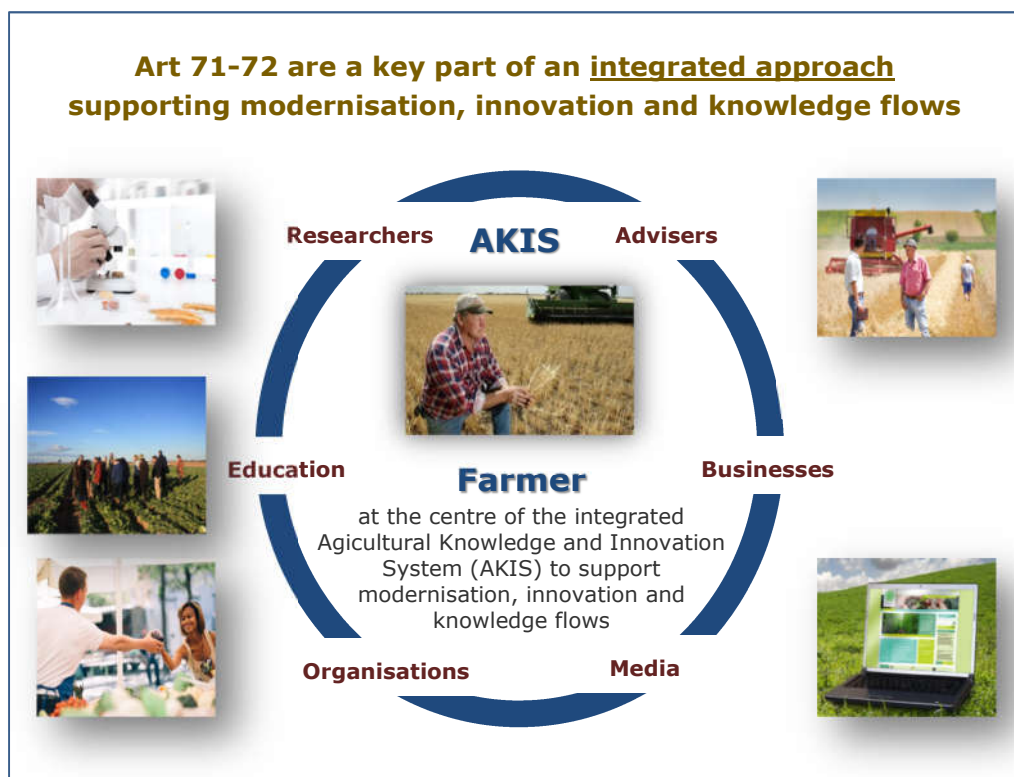 Art 71-72 are a key part of an integrated approach
supporting modernisation, innovation and knowledge flows
Researchers
AKIS
Advisers
Education
Farmer
Businesses
at the centre of the integrated
Agicultural Knowledge and Innovation
System (AKIS) to support
modernisation, innovation and
knowledge flows
Organisations
Media